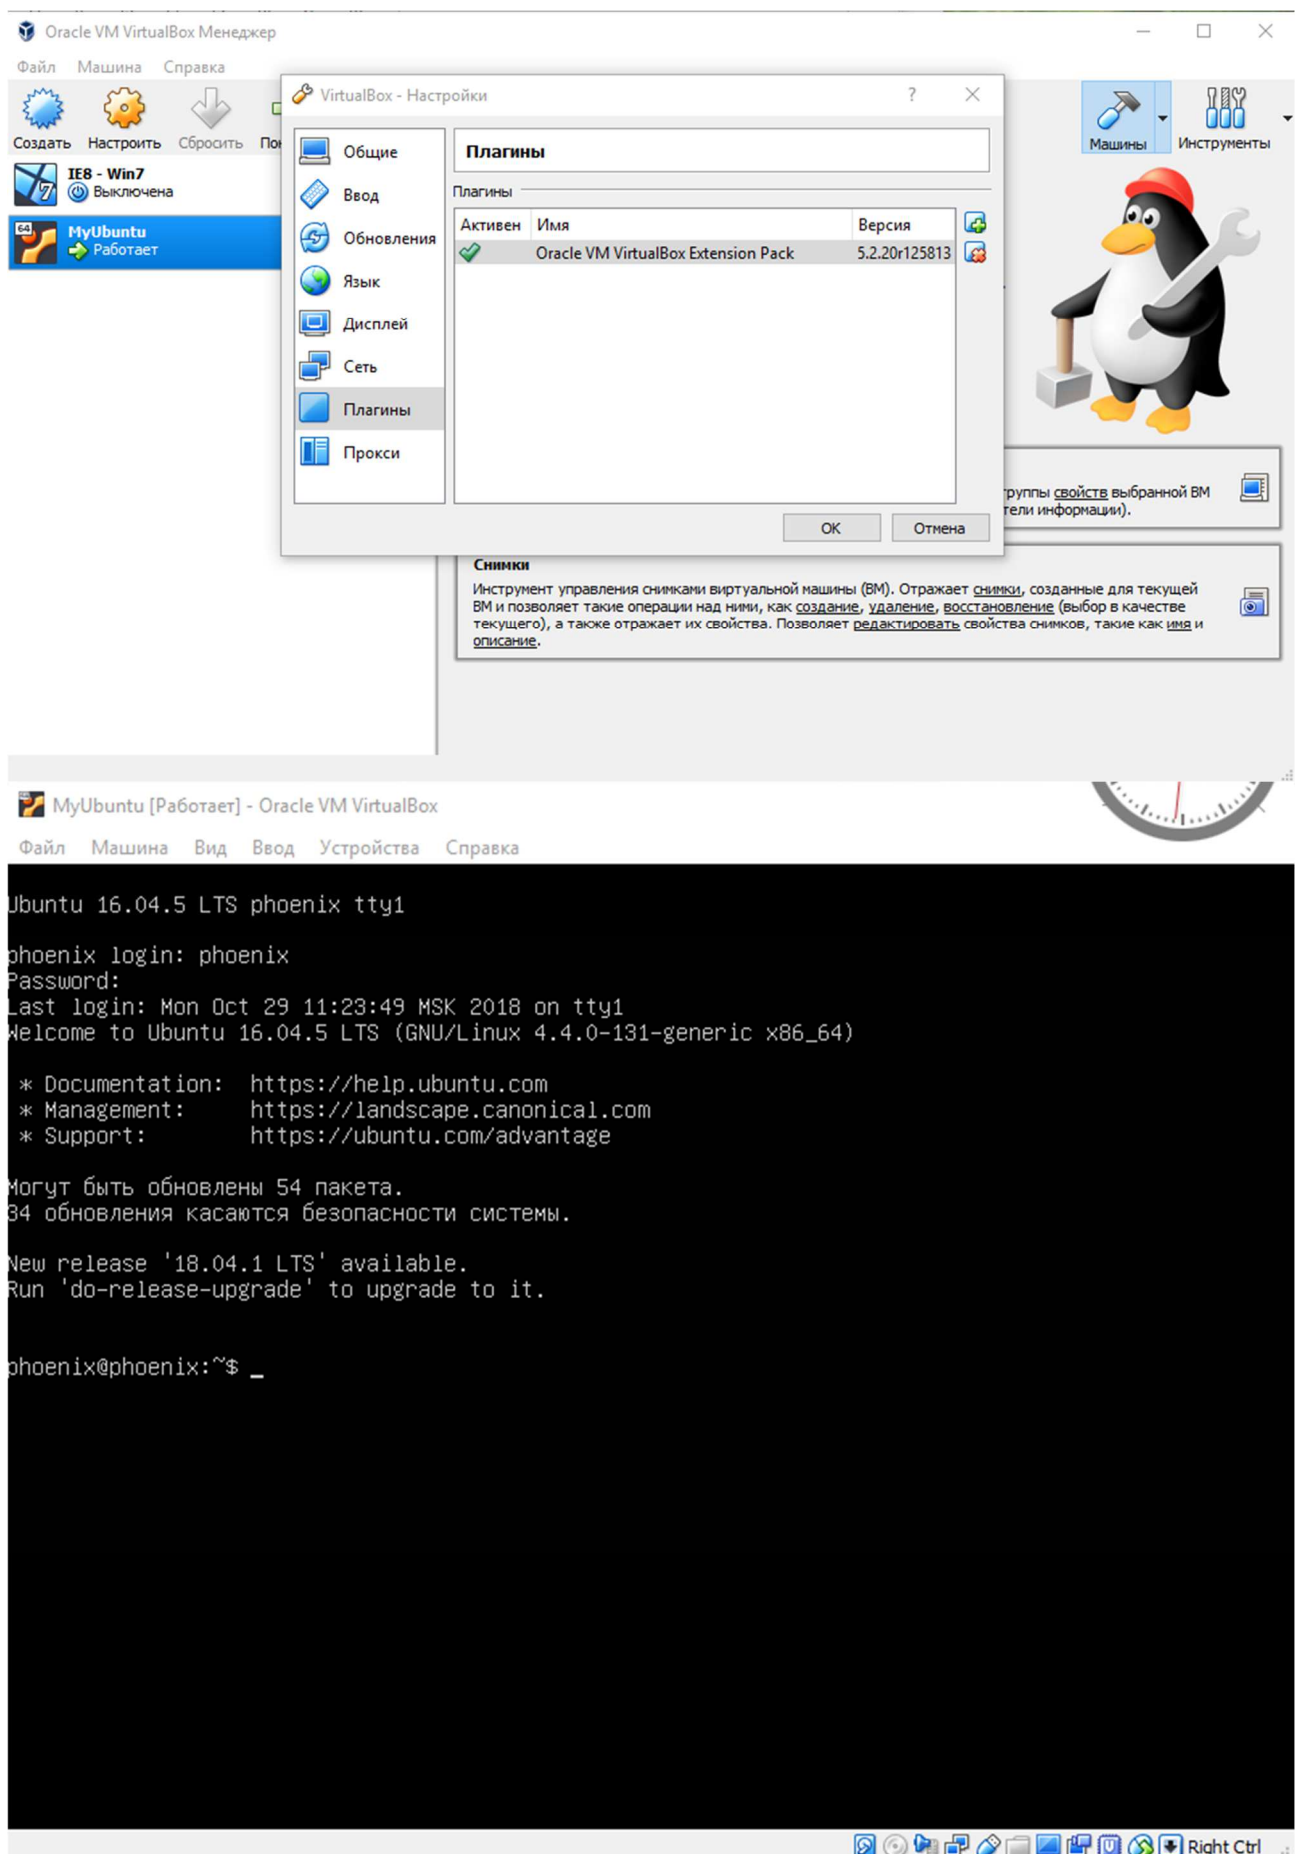 Oracle VM VirtualBox Менеджер
Файл Машина Справка
VirtualBox - Настройки
?
Создать Настроить Сбросить
Машины Инструменты
7
IE8 - Win7
Выключена
64
MyUbuntu
Работает
Общие
Ввод
Обновления
Язык
Дисплей
Сеть
Плагины
Прокси
Плагины
Плагины
Активен Имя Версия
Oracle VM VirtualBox Extension Pack 5.2.20r125813
OK Отмена
свойств выбранной ВМ
информации).
Снимки
Инструмент управления снимками виртуальной машины (ВМ). Отражает снимки, созданные для текущей
ВМ и позволяет такие операции над ними, как создание, удаление, восстановление (выбор в качестве
текущего), а также отражает их свойства. Позволяет редактировать свойства снимков, такие как имя и
описание.
MyUbuntu [Работает] - Oracle VM VirtualBox
Файл Машина Вид Ввод Устройства Справка
Ubuntu 16.04.5 LTS phoenix tty1
phoenix login: phoenix
Password:
Last login: Mon Oct 29 11:23:49 MSK 2018 on tty1
Welcome to Ubuntu 16.04.5 LTS (GNU/Linux 4.4.0-131-generic x86_64)
* Documentation: https://help.ubuntu.com
* Management: https://landscape.canonical.com
* Support: https://ubuntu.com/advantage
Могут быть обновлены 54 пакета.
34 обновления касаются безопасности системы.
New release '18.04.1 LTS' available.
Run 'do-release-upgrade' to upgrade to it.
phoenix@phoenix:~$ _
Right Ctrl